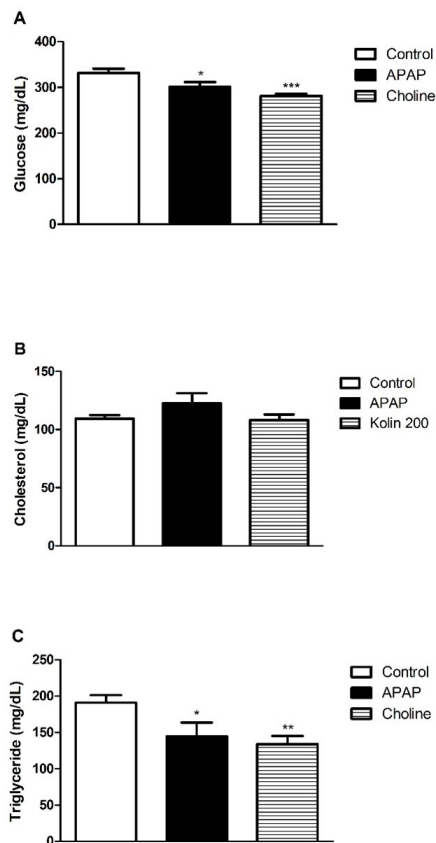 A
Glucose (mg/dL)
400
300
200
100
0
*
***
Control
APAP
Choline
B
Cholesterol (mg/dL)
150
100
50
0
Control
APAP
Kolin 200
C
Triglyceride (mg/dL)
250
200
150
100
50
0
*
**
Control
APAP
Choline